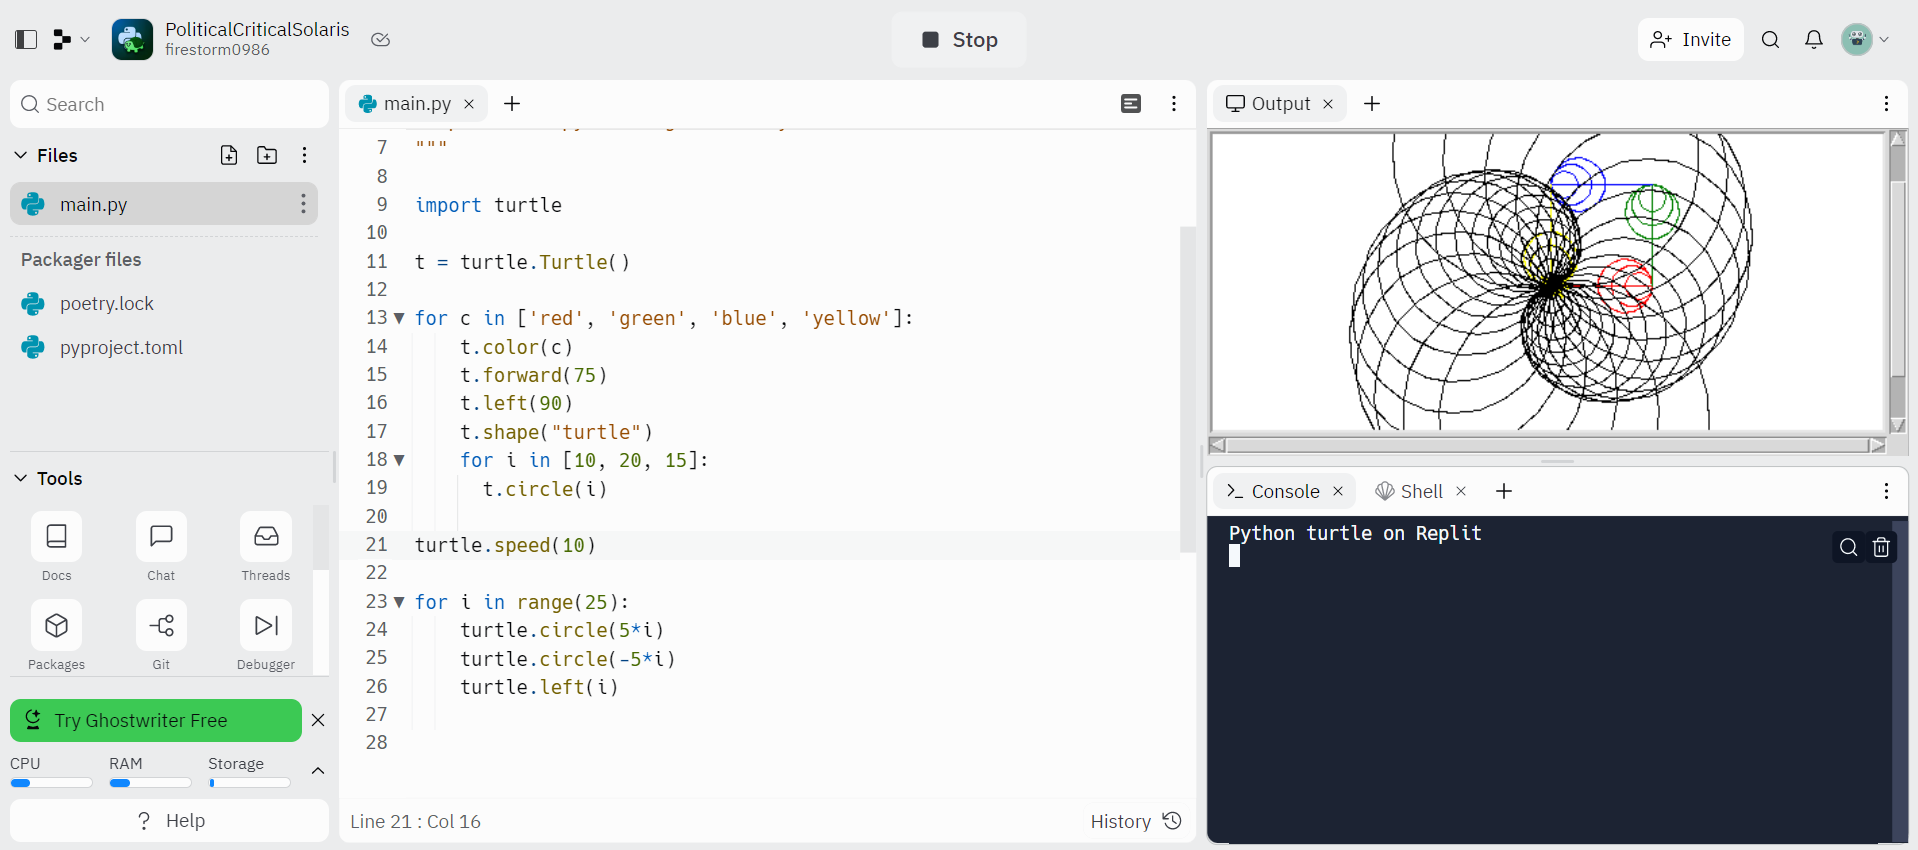 PoliticalCriticalSolaris
firestorm0986
Stop
Invite
Search
Files
main.py
Packager files
poetry.lock
pyproject.toml
Tools
Docs
Chat
Threads
Packages
Git
Debugger
Try Ghostwriter Free
CPU
RAM
Storage
? Help
main.py
7 """
8
9 import turtle
10
11 t = turtle.Turtle()
12
13 for c in ['red', 'green', 'blue', 'yellow']:
14     t.color(c)
15     t.forward(75)
16     t.left(90)
17     t.shape("turtle")
18     for i in [10, 20, 15]:
19       t.circle(i)
20
21 turtle.speed(10)
22
23 for i in range(25):
24     turtle.circle(5*i)
25     turtle.circle(-5*i)
26     turtle.left(i)
27
28
Line 21 : Col 16
History
Output
Console
Shell
Python turtle on Replit